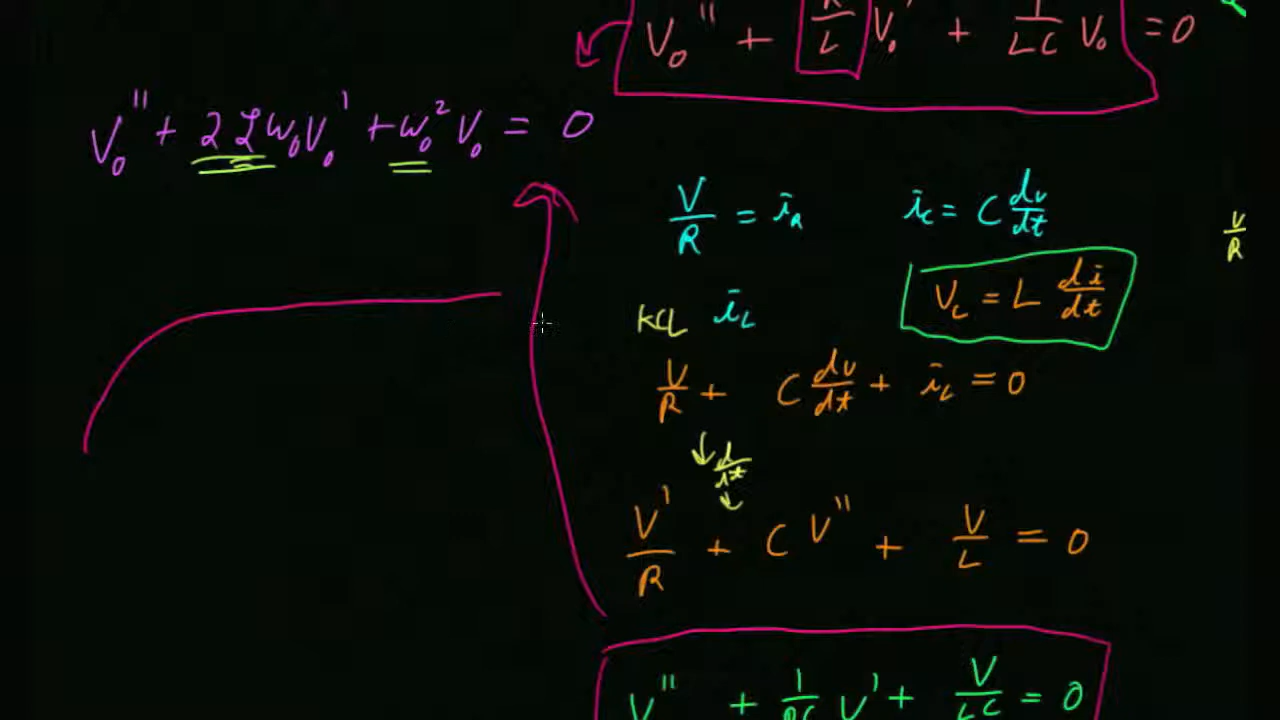 V₀'' + R/L V₀' + 1/LC V₀ = 0
V₀'' + 2ζω₀V₀' + ω₀²V₀ = 0
V/R = i_R    i_C = C dv/dt
V/R
KCL i_L    V_L = L di/dt
V/R + C dv/dt + i_L = 0
↓ d/dt ↓
V'/R + C V'' + V/L = 0
V'' + 1/RC V' + V/LC = 0